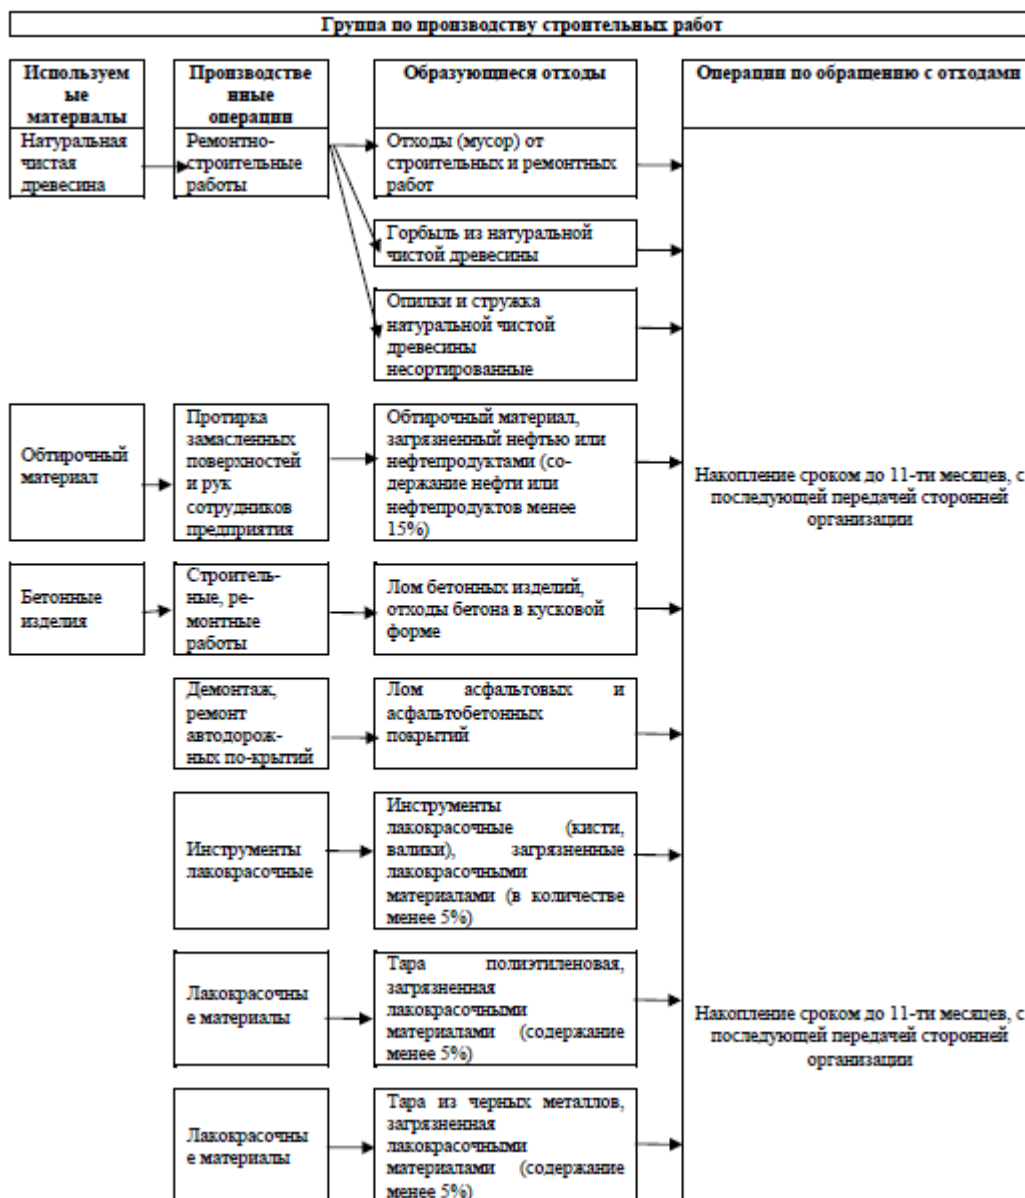 Группа по производству строительных работ
Используем
ые
материалы
Производстве
нные
операции
Образующиеся отходы
Операции по обращению с отходами
Натуральная
чистая
древесина
Ремонтно-
строительные
работы
Отходы (мусор) от
строительных и ремонтных
работ
Горбыль из натуральной
чистой древесины
Опилки и стружка
натуральной чистой
древесины
несортированные
Обтирочный
материал
Протирка
замасленных
поверхностей
и рук
сотрудников
предприятия
Обтирочный материал,
загрязненный нефтью или
нефтепродуктами (со-
держание нефти или
нефтепродуктов менее
15%)
Накопление сроком до 11-ти месяцев, с
последующей передачей сторонней
организации
Бетонные
изделия
Строитель-
ные, ре-
монтные
работы
Лом бетонных изделий,
отходы бетона в кусковой
форме
Демонтаж,
ремонт
автодорож-
ных по-крытий
Лом асфальтовых и
асфальтобетонных
покрытий
Инструменты
лакокрасочные
Инструменты
лакокрасочные (кисти,
валики), загрязненные
лакокрасочными
материалами (в количестве
менее 5%)
Лакокрасочны
е материалы
Тара полиэтиленовая,
загрязненная
лакокрасочными
материалами (содержание
менее 5%)
Накопление сроком до 11-ти месяцев, с
последующей передачей сторонней
организации
Лакокрасочны
е материалы
Тара из черных металлов,
загрязненная
лакокрасочными
материалами (содержание
менее 5%)